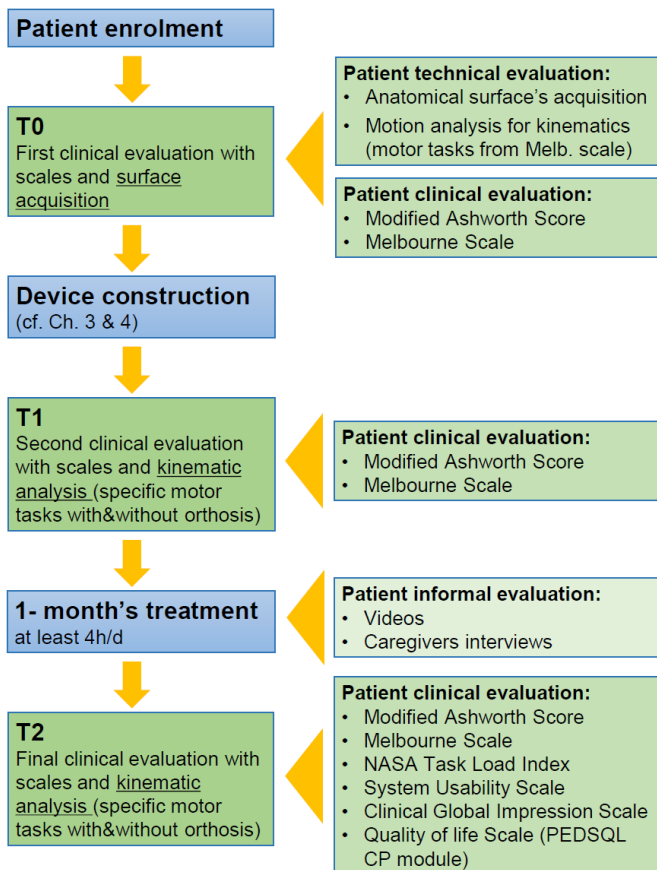 Patient enrolment
Patient technical evaluation:
• Anatomical surface's acquisition
• Motion analysis for kinematics
(motor tasks from Melb. scale)
T0
First clinical evaluation with
scales and surface
acquisition
Patient clinical evaluation:
• Modified Ashworth Score
• Melbourne Scale
Device construction
(cf. Ch. 3 & 4)
T1
Second clinical evaluation
with scales and kinematic
analysis (specific motor
tasks with&without orthosis)
Patient clinical evaluation:
• Modified Ashworth Score
• Melbourne Scale
1- month's treatment
at least 4h/d
Patient informal evaluation:
• Videos
• Caregivers interviews
T2
Final clinical evaluation with
scales and kinematic
analysis (specific motor
tasks with&without orthosis)
Patient clinical evaluation:
• Modified Ashworth Score
• Melbourne Scale
• NASA Task Load Index
• System Usability Scale
• Clinical Global Impression Scale
• Quality of life Scale (PEDSQL
CP module)